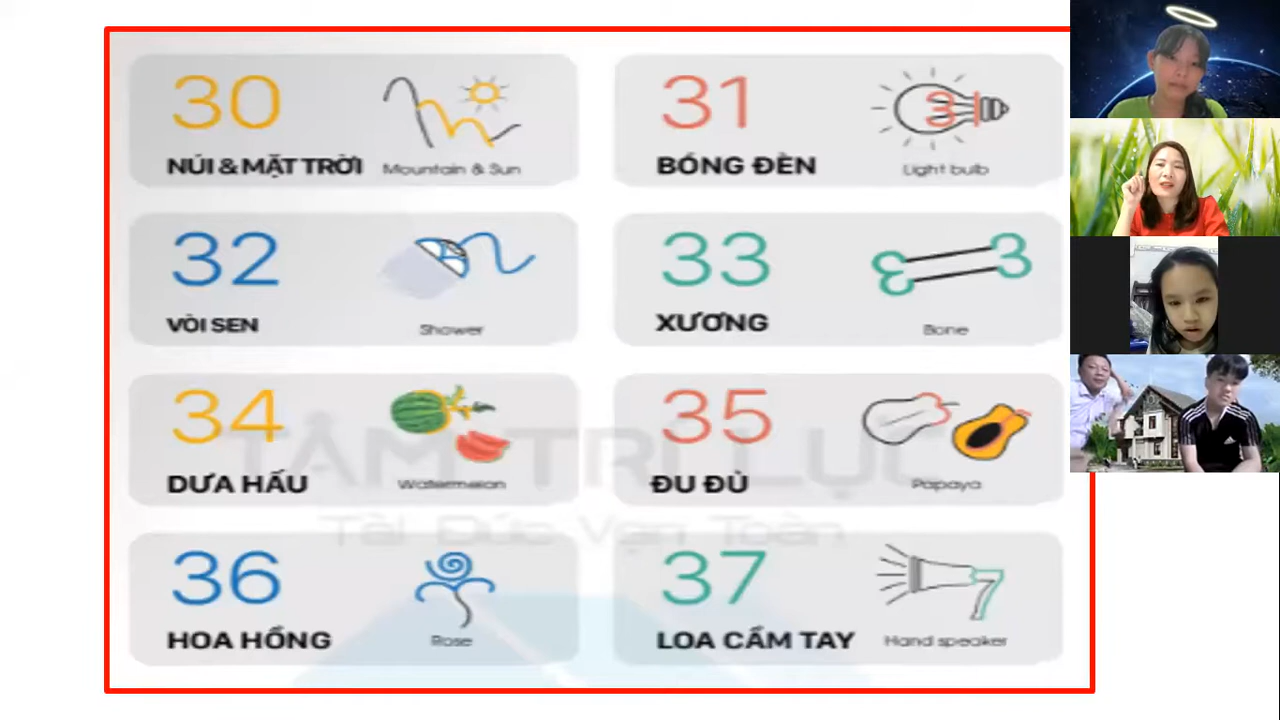 30
NÚI & MẶT TRỜI Mountain & Sun
31
BÓNG ĐÈN Light bulb
32
VÒI SEN Shower
33
XƯƠNG Bone
34
DƯA HẤU Watermelon
35
ĐU ĐỦ Papaya
36
HOA HỒNG Rose
37
LOA CẦM TAY Hand speaker
TÂM TRÍ LỰC
Tài Đức Vạn Toàn